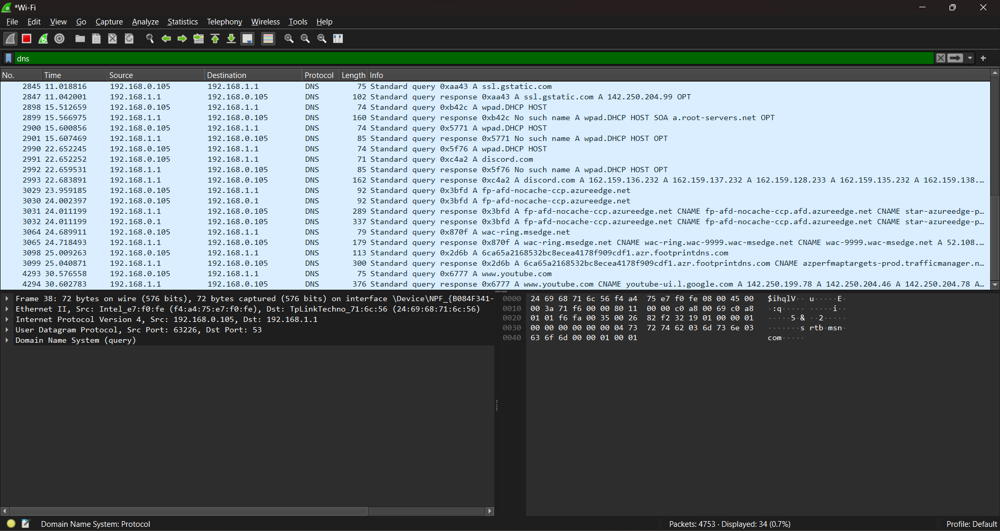 *Wi-Fi
File Edit View Go Capture Analyze Statistics Telephony Wireless Tools Help
dns
No. Time Source Destination Protocol Length Info
2845 11.018816 192.168.0.105 192.168.1.1 DNS 75 Standard query 0xaa43 A ssl.gstatic.com
2847 11.042001 192.168.1.1 192.168.0.105 DNS 102 Standard query response 0xaa43 A ssl.gstatic.com A 142.250.204.99 OPT
2898 15.512659 192.168.0.105 192.168.1.1 DNS 74 Standard query 0xb42c A wpad.DHCP HOST
2899 15.566975 192.168.1.1 192.168.0.105 DNS 160 Standard query response 0xb42c No such name A wpad.DHCP HOST SOA a.root-servers.net OPT
2900 15.600856 192.168.0.105 192.168.1.1 DNS 74 Standard query 0x5771 A wpad.DHCP HOST
2901 15.607469 192.168.1.1 192.168.0.105 DNS 85 Standard query response 0x5771 No such name A wpad.DHCP HOST OPT
2990 22.652245 192.168.0.105 192.168.1.1 DNS 74 Standard query 0x5f76 A wpad.DHCP HOST
2991 22.652252 192.168.0.105 192.168.1.1 DNS 71 Standard query 0xc4a2 A discord.com
2992 22.659531 192.168.1.1 192.168.0.105 DNS 85 Standard query response 0x5f76 No such name A wpad.DHCP HOST OPT
2993 22.683891 192.168.1.1 192.168.0.105 DNS 162 Standard query response 0xc4a2 A discord.com A 162.159.136.232 A 162.159.137.232 A 162.159.128.233 A 162.159.135.232 A 162.159.138.…
3029 23.959185 192.168.0.105 192.168.1.1 DNS 92 Standard query 0x3bfd A fp-afd-nocache-ccp.azureedge.net
3030 24.002397 192.168.0.105 192.168.0.1 DNS 92 Standard query 0x3bfd A fp-afd-nocache-ccp.azureedge.net
3031 24.011199 192.168.1.1 192.168.0.105 DNS 289 Standard query response 0x3bfd A fp-afd-nocache-ccp.azureedge.net CNAME fp-afd-nocache-ccp.afd.azureedge.net CNAME star-azureedge-p…
3032 24.011199 192.168.0.1 192.168.0.105 DNS 337 Standard query response 0x3bfd A fp-afd-nocache-ccp.azureedge.net CNAME fp-afd-nocache-ccp.afd.azureedge.net CNAME star-azureedge-p…
3064 24.689911 192.168.0.105 192.168.1.1 DNS 79 Standard query 0x870f A wac-ring.msedge.net
3065 24.718493 192.168.1.1 192.168.0.105 DNS 179 Standard query response 0x870f A wac-ring.msedge.net CNAME wac-ring.wac-9999.wac-msedge.net CNAME wac-9999.wac-msedge.net A 52.108.…
3098 25.009263 192.168.0.105 192.168.1.1 DNS 113 Standard query 0x2d6b A 6ca65a2168532bc8ecea4178f909cdf1.azr.footprintdns.com
3099 25.040871 192.168.1.1 192.168.0.105 DNS 300 Standard query response 0x2d6b A 6ca65a2168532bc8ecea4178f909cdf1.azr.footprintdns.com CNAME azperfmaptargets-prod.trafficmanager.n…
4293 30.576558 192.168.0.105 192.168.1.1 DNS 75 Standard query 0x6777 A www.youtube.com
4294 30.602783 192.168.1.1 192.168.0.105 DNS 376 Standard query response 0x6777 A www.youtube.com CNAME youtube-ui.l.google.com A 142.250.199.78 A 142.250.204.46 A 142.250.204.78 A…
Frame 38: 72 bytes on wire (576 bits), 72 bytes captured (576 bits) on interface \Device\NPF_{B084F341-
Ethernet II, Src: Intel_e7:f0:fe (f4:a4:75:e7:f0:fe), Dst: TpLinkTechno_71:6c:56 (24:69:68:71:6c:56)
Internet Protocol Version 4, Src: 192.168.0.105, Dst: 192.168.1.1
User Datagram Protocol, Src Port: 63226, Dst Port: 53
Domain Name System (query)
0000 24 69 68 71 6c 56 f4 a4 75 e7 f0 fe 08 00 45 00 $ihqlV·· u·····E·
0010 00 3a 71 f6 00 00 80 11 00 00 c0 a8 00 69 c0 a8 ·:q····· ·····i··
0020 01 01 f6 fa 00 35 00 26 82 f2 32 19 01 00 00 01 ·····5·& ··2·····
0030 00 00 00 00 00 00 04 73 72 74 62 03 6d 73 6e 03 ·······s rtb·msn·
0040 63 6f 6d 00 00 01 00 01 com·····
Domain Name System: Protocol
Packets: 4753 · Displayed: 34 (0.7%)
Profile: Default